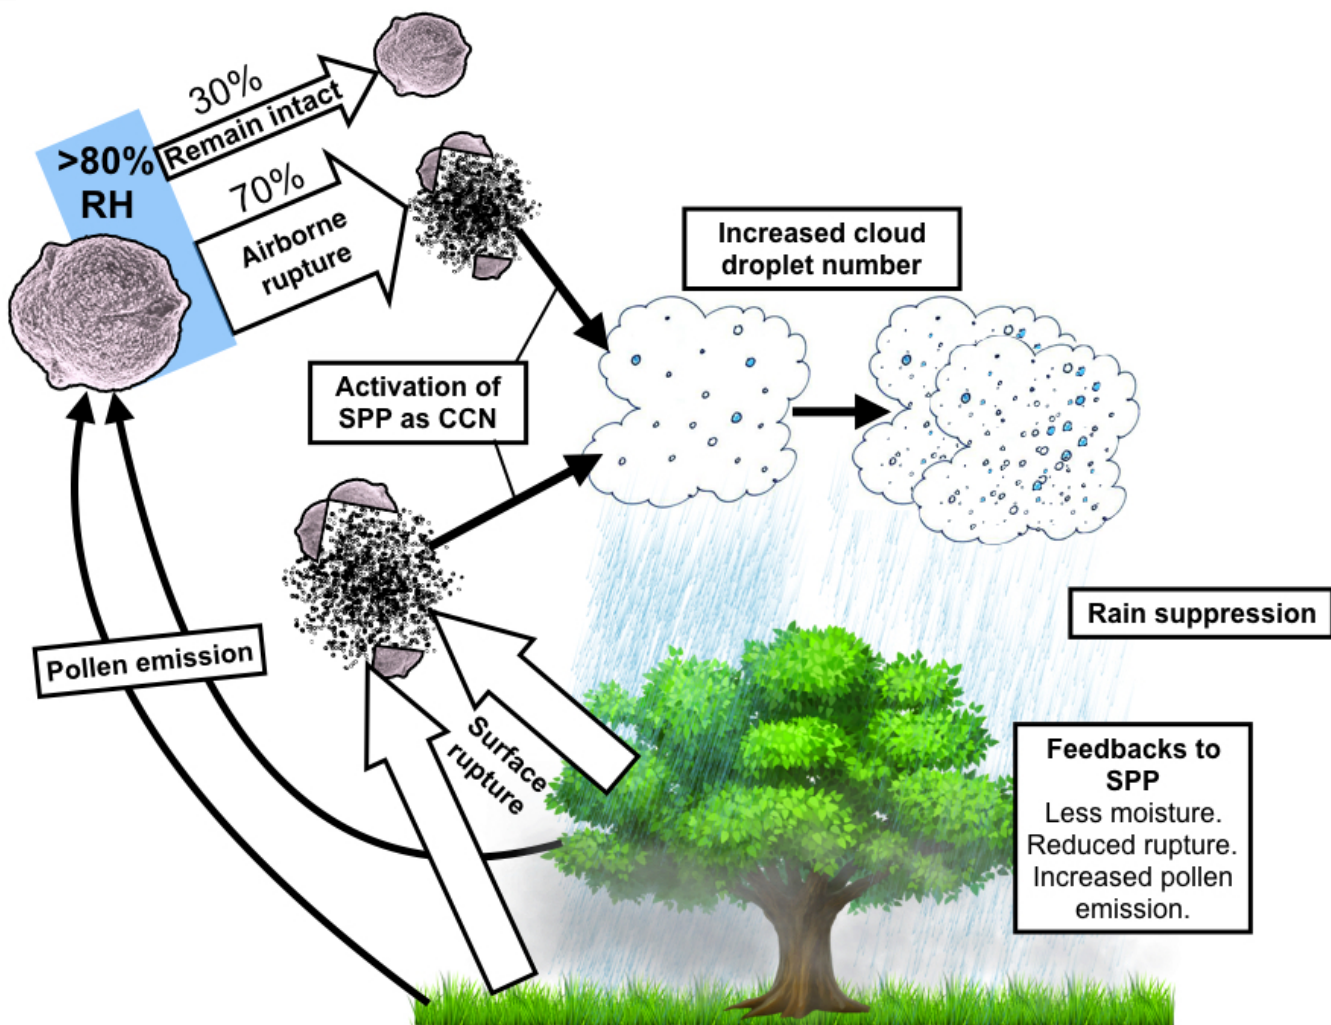 30%
Remain intact
>80%
RH
70%
Airborne
rupture
Increased cloud
droplet number
Activation of
SPP as CCN
Pollen emission
Surface
rupture
Rain suppression
Feedbacks to
SPP
Less moisture.
Reduced rupture.
Increased pollen
emission.